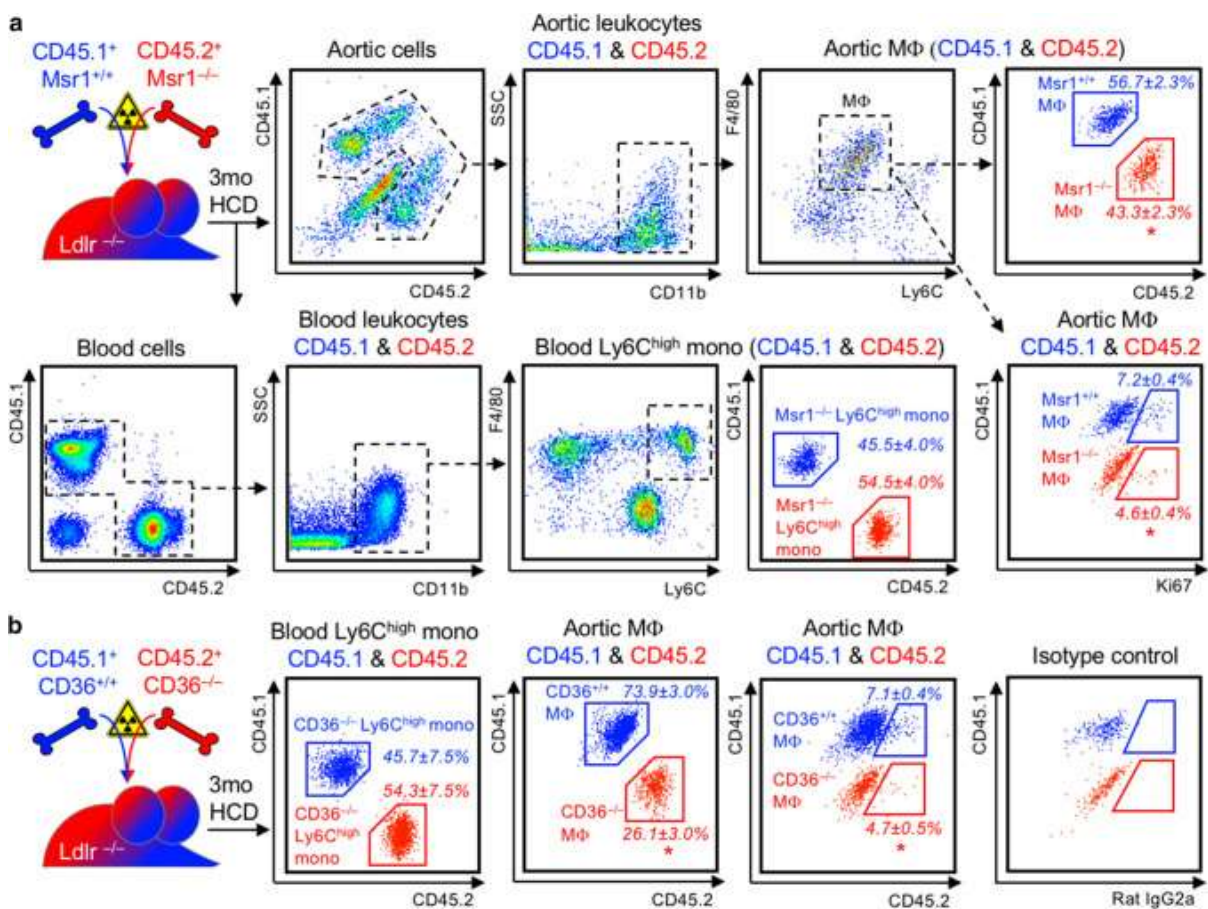 a
CD45.1⁺ CD45.2⁺
Msr1⁺/⁺ Msr1⁻/⁻
Ldlr ⁻/⁻
3mo
HCD
Aortic cells
CD45.1
CD45.2
Aortic leukocytes
CD45.1 & CD45.2
SSC
CD11b
Aortic MΦ (CD45.1 & CD45.2)
F4/80
MΦ
Ly6C
CD45.1
Msr1⁺/⁺ 56.7±2.3%
MΦ
Msr1⁻/⁻
MΦ
43.3±2.3%
*
CD45.2
Blood cells
CD45.1
CD45.2
Blood leukocytes
CD45.1 & CD45.2
SSC
CD11b
Blood Ly6Cʰⁱᵍʰ mono (CD45.1 & CD45.2)
F4/80
Ly6C
CD45.1
Msr1⁻/⁻ Ly6Cʰⁱᵍʰ mono
45.5±4.0%
54.5±4.0%
Msr1⁻/⁻
Ly6Cʰⁱᵍʰ
mono
CD45.2
Aortic MΦ
CD45.1 & CD45.2
CD45.1
7.2±0.4%
Msr1⁺/⁺
MΦ
Msr1⁻/⁻
MΦ
4.6±0.4%
*
Ki67
b
CD45.1⁺ CD45.2⁺
CD36⁺/⁺ CD36⁻/⁻
Ldlr ⁻/⁻
3mo
HCD
Blood Ly6Cʰⁱᵍʰ mono
CD45.1 & CD45.2
CD45.1
CD36⁻/⁻ Ly6Cʰⁱᵍʰ mono
45.7±7.5%
54.3±7.5%
CD36⁻/⁻
Ly6Cʰⁱᵍʰ
mono
CD45.2
Aortic MΦ
CD45.1 & CD45.2
CD45.1
CD36⁺/⁺ 73.9±3.0%
MΦ
CD36⁻/⁻
MΦ
26.1±3.0%
*
CD45.2
Aortic MΦ
CD45.1 & CD45.2
CD45.1
7.1±0.4%
CD36⁺/⁺
MΦ
CD36⁻/⁻
MΦ
4.7±0.5%
*
CD45.2
Isotype control
CD45.1
Rat IgG2a